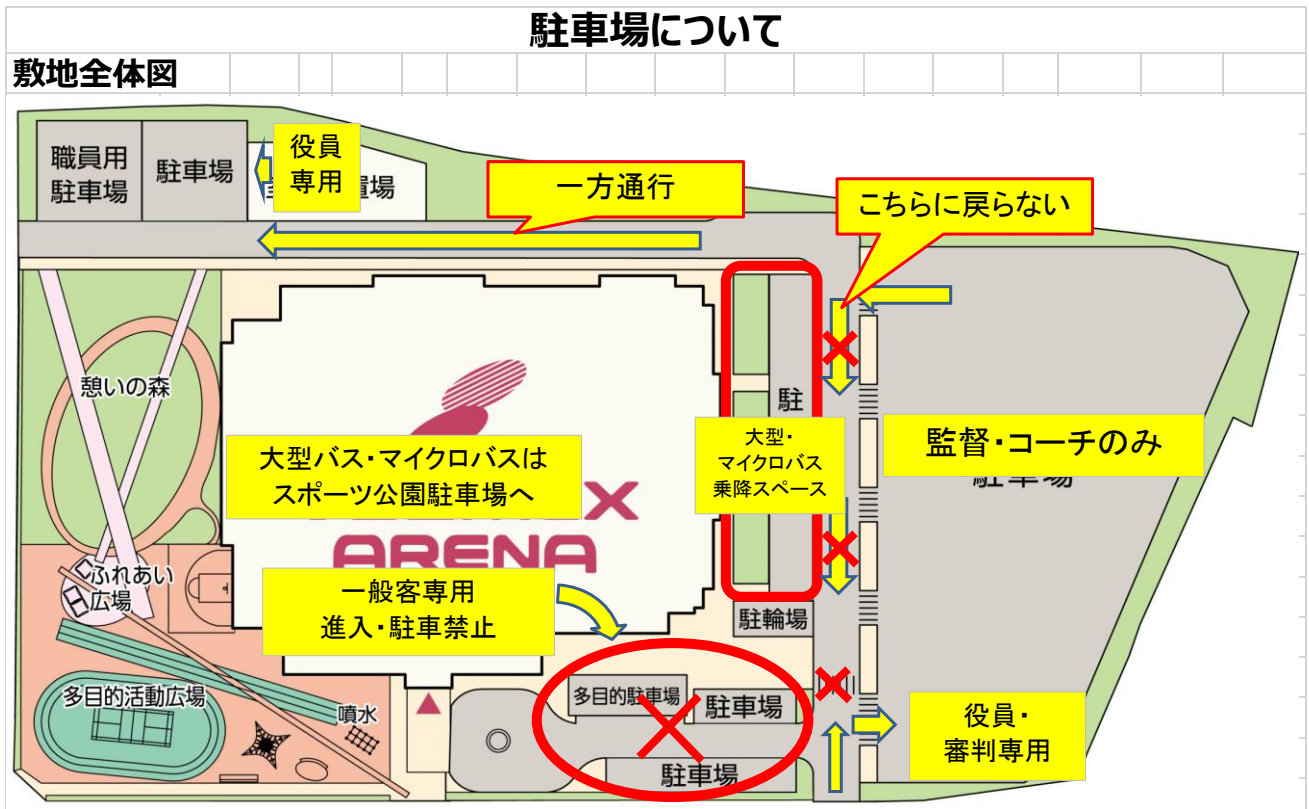 駐車場について
敷地全体図
職員用
駐車場
駐車場
役員
専用
置場
一方通行
こちらに戻らない
憩いの森
駐
大型・
マイクロバス
乗降スペース
監督・コーチのみ
駐車場
大型バス・マイクロバスは
スポーツ公園駐車場へ
X
ARENA
ふれあい
広場
一般客専用
進入・駐車禁止
駐輪場
多目的活動広場
噴水
多目的駐車場
駐車場
駐車場
役員・
審判専用